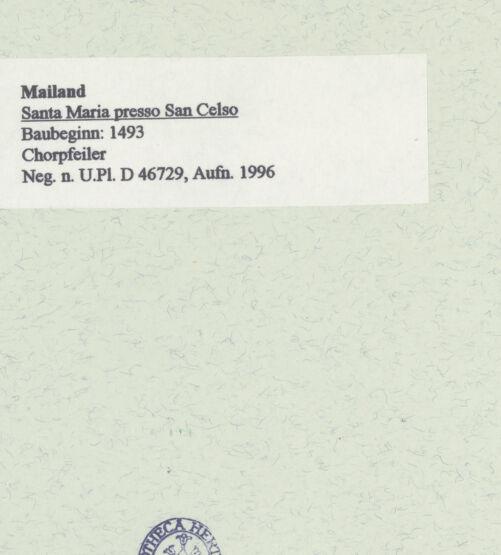 Mailand
Santa Maria presso San Celso
Baubeginn: 1493
Chorpfeiler
Neg. n. U.Pl. D 46729, Aufn. 1996